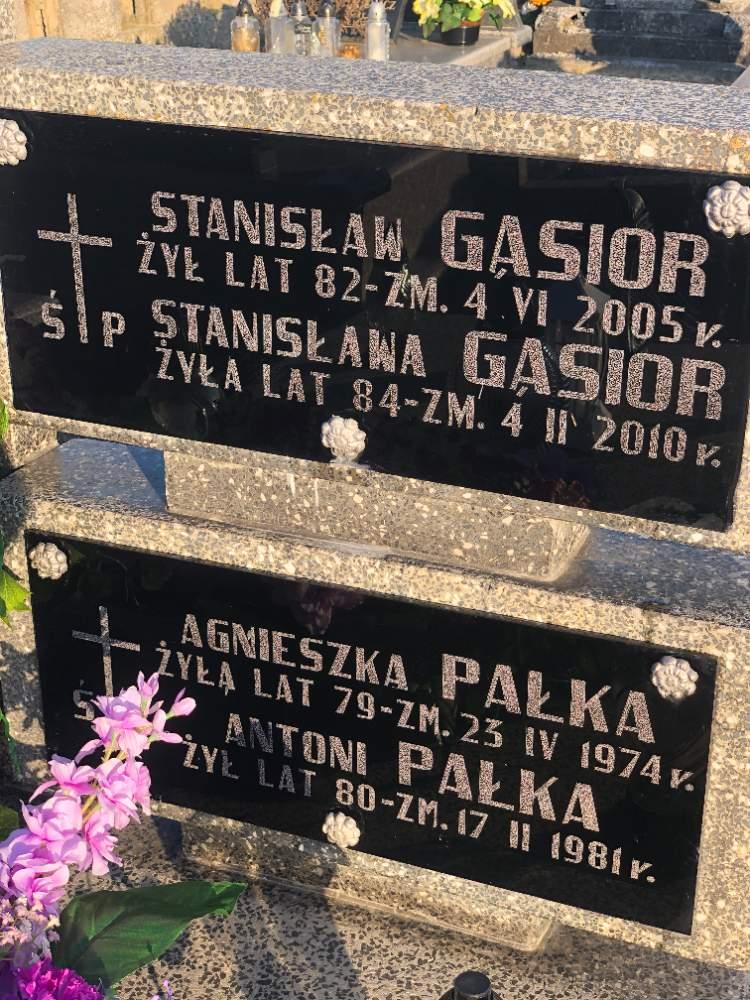 STANISŁAW GĄSIOR
ŻYŁ LAT 82-ZM. 4 VI 2005 r.
Ś P
STANISŁAWA GĄSIOR
ŻYŁA LAT 84-ZM. 4 II 2010 r.
AGNIESZKA PAŁKA
ŻYŁA LAT 79-ZM. 23 IV 1974 r.
Ś
ANTONI PAŁKA
ŻYŁ LAT 80-ZM. 17 II 1981 r.